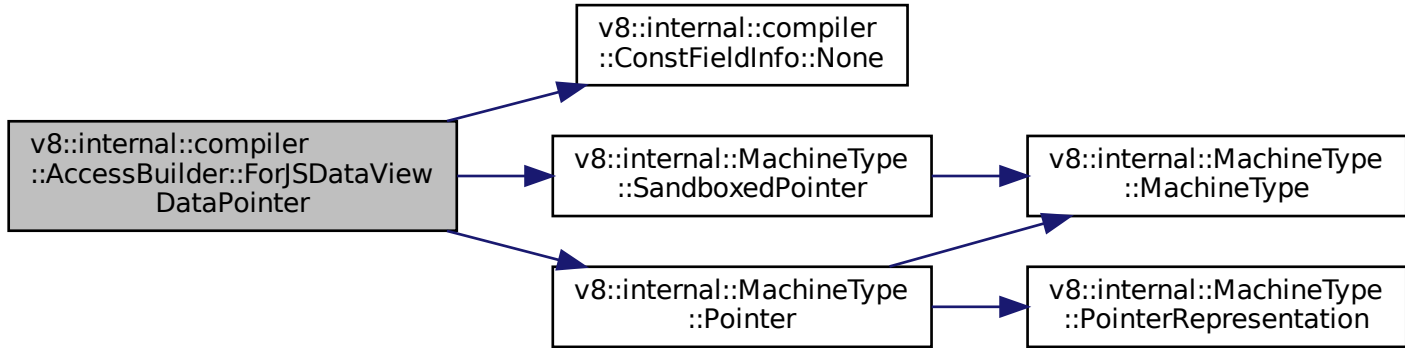 v8::internal::compiler
::ConstFieldInfo::None
v8::internal::compiler
::AccessBuilder::ForJSDataView
DataPointer
v8::internal::MachineType
::SandboxedPointer
v8::internal::MachineType
::MachineType
v8::internal::MachineType
::Pointer
v8::internal::MachineType
::PointerRepresentation